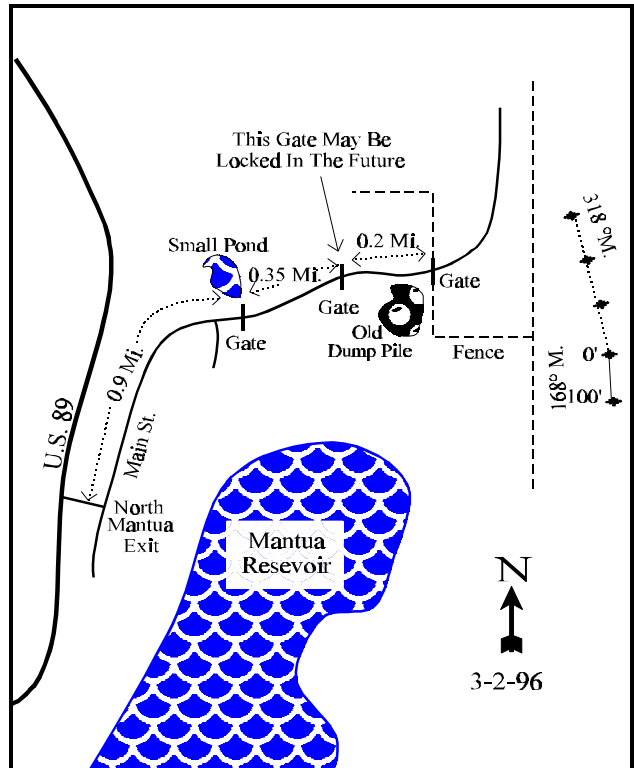 This Gate May Be
Locked In The Future
318 °M.
Small Pond
0.2 Mi.
0.35 Mi.
Gate
Gate
Gate
Old
Dump Pile
Fence
168° M.
0'
100'
0.9 Mi.
Main St.
U.S. 89
North
Mantua
Exit
Mantua
Resevoir
N
3-2-96